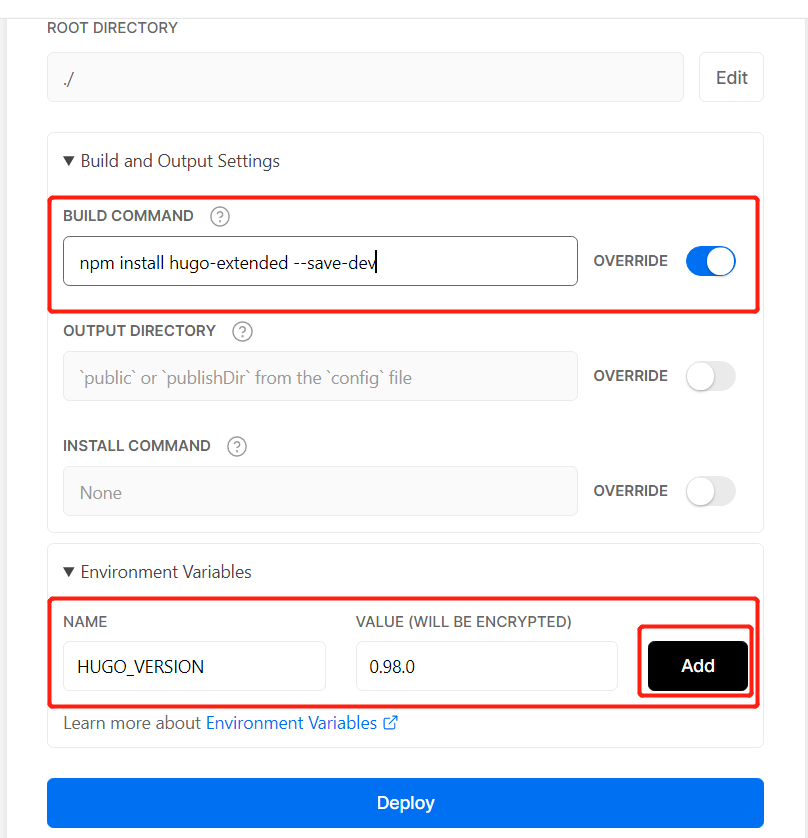 ROOT DIRECTORY
./
Edit
▼ Build and Output Settings
BUILD COMMAND ?
npm install hugo-extended --save-dev
OVERRIDE
OUTPUT DIRECTORY ?
`public` or `publishDir` from the `config` file
OVERRIDE
INSTALL COMMAND ?
None
OVERRIDE
▼ Environment Variables
NAME
VALUE (WILL BE ENCRYPTED)
HUGO_VERSION
0.98.0
Add
Learn more about Environment Variables
Deploy